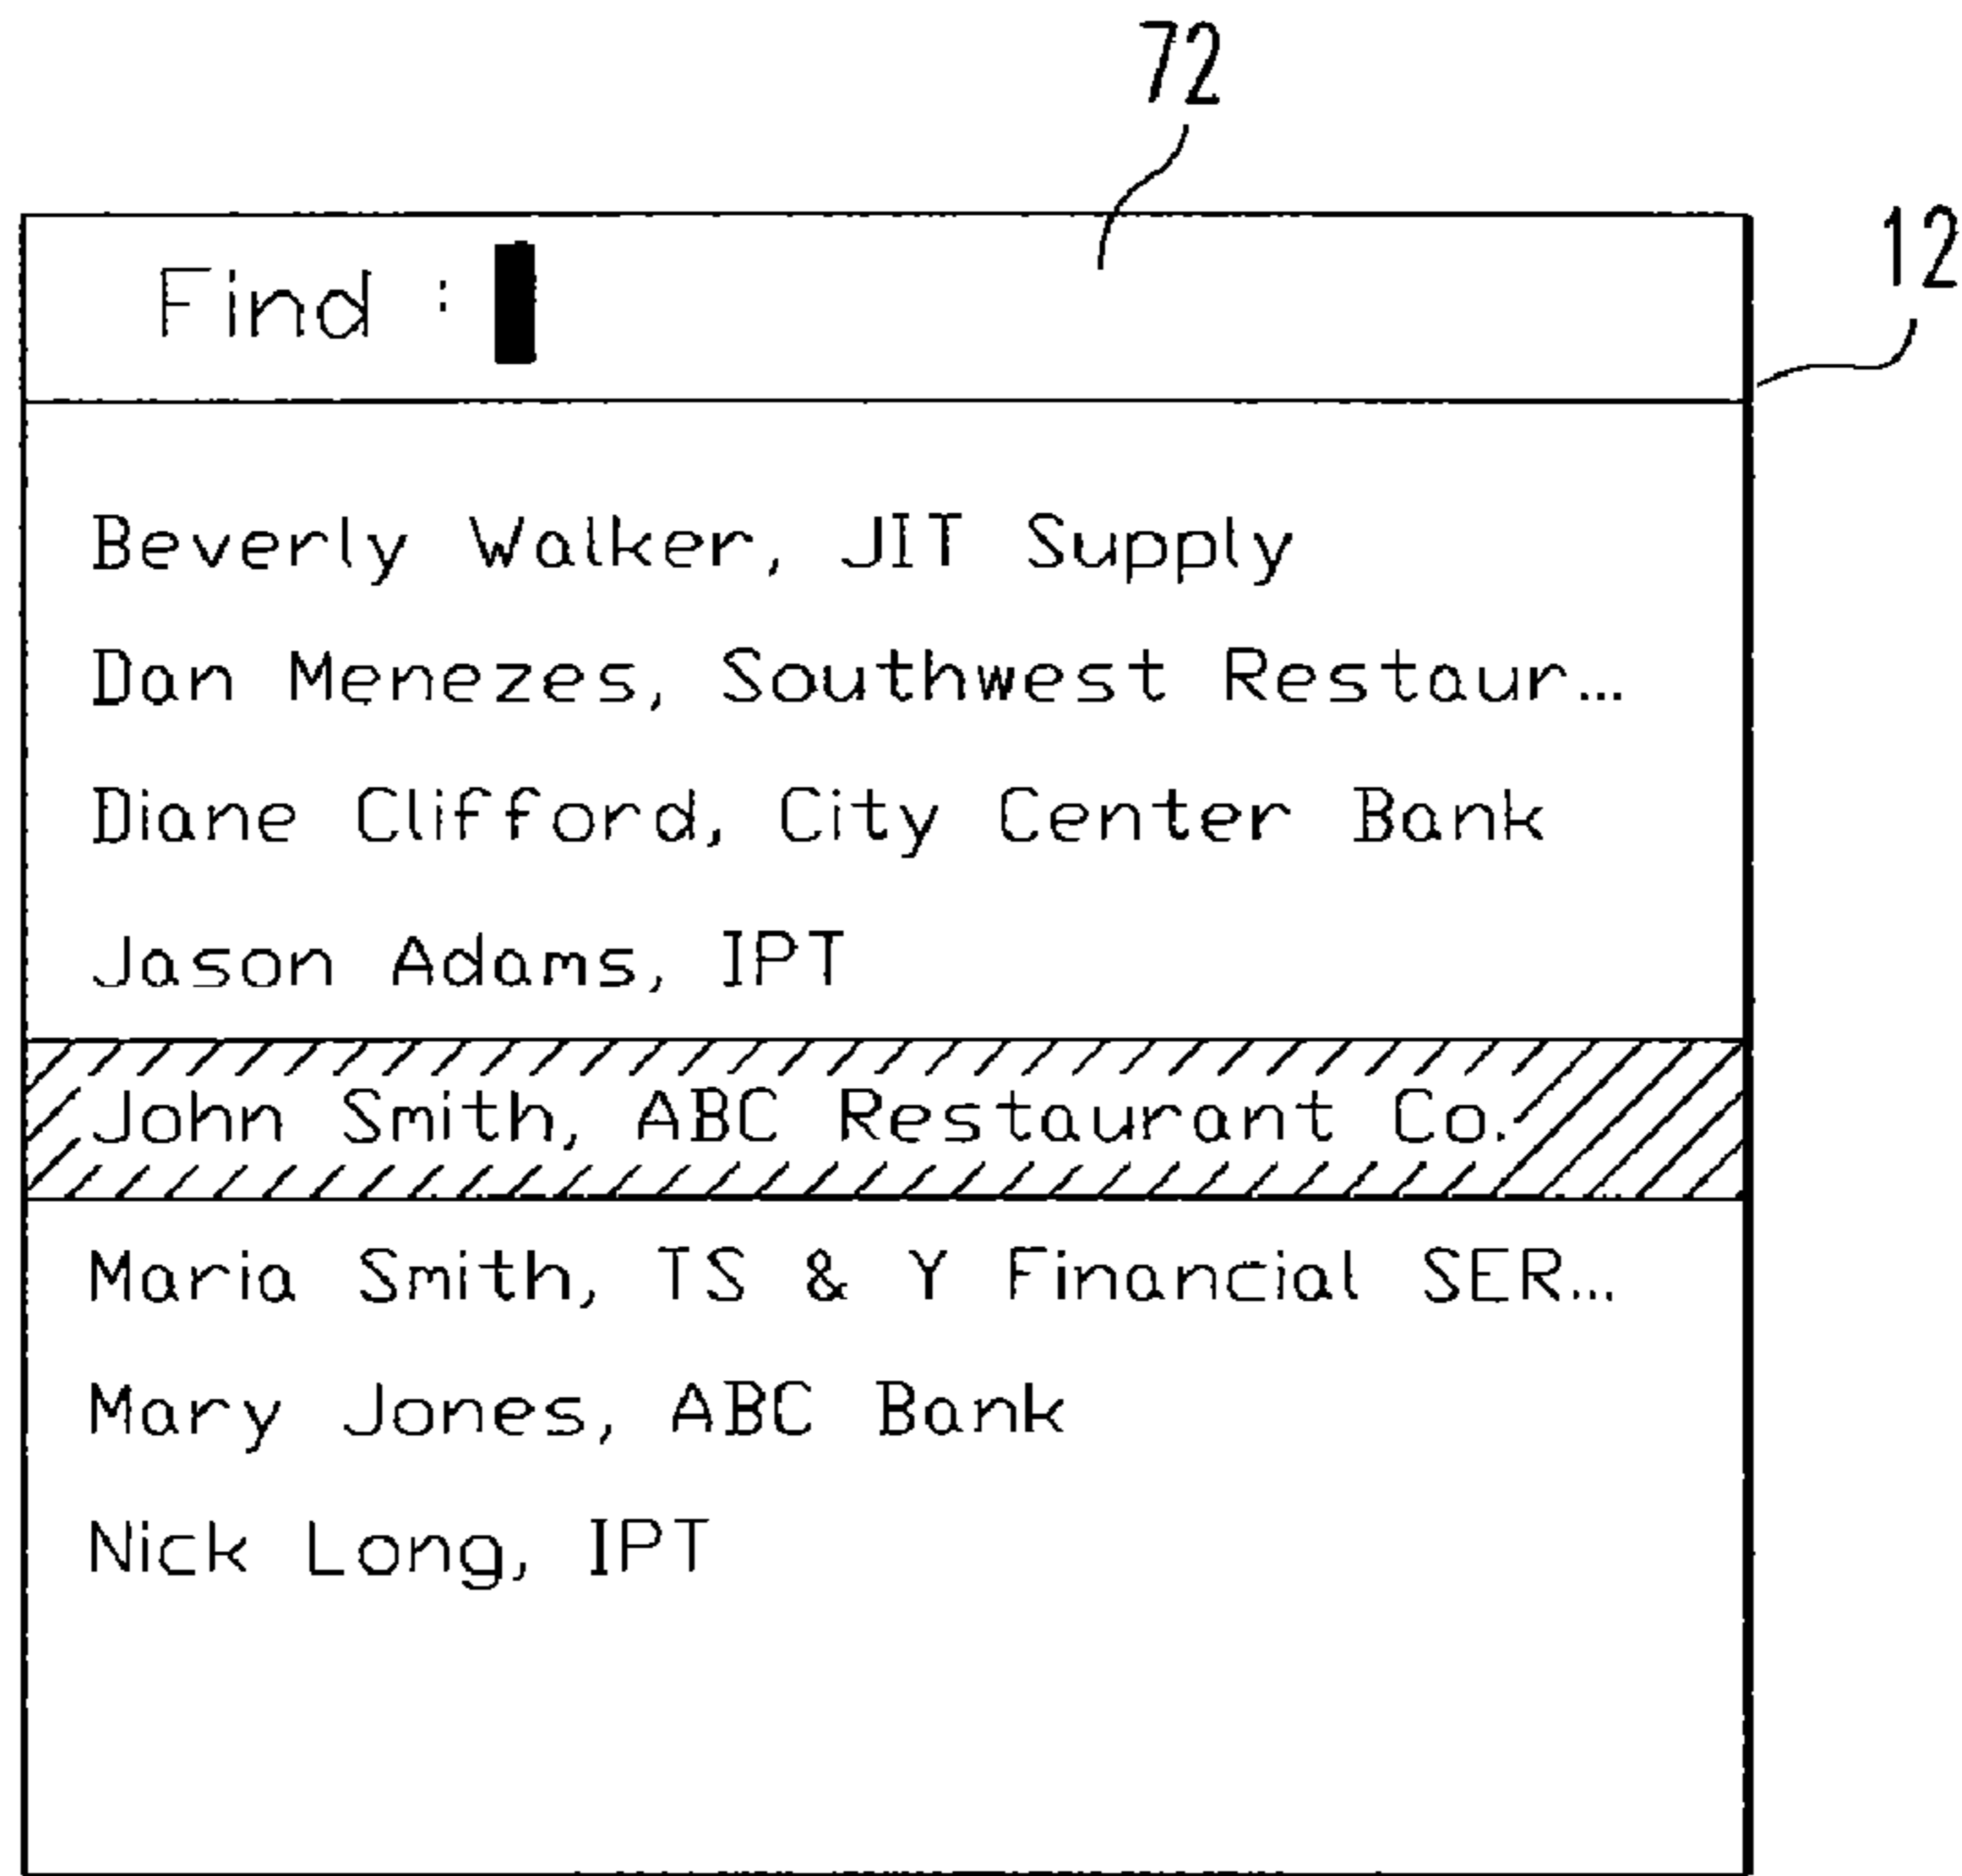 72
12
Find :
Beverly Walker, JIT Supply
Dan Menezes, Southwest Restaur...
Diane Clifford, City Center Bank
Jason Adams, IPT
John Smith, ABC Restaurant Co.
Maria Smith, TS & Y Financial SER...
Mary Jones, ABC Bank
Nick Long, IPT